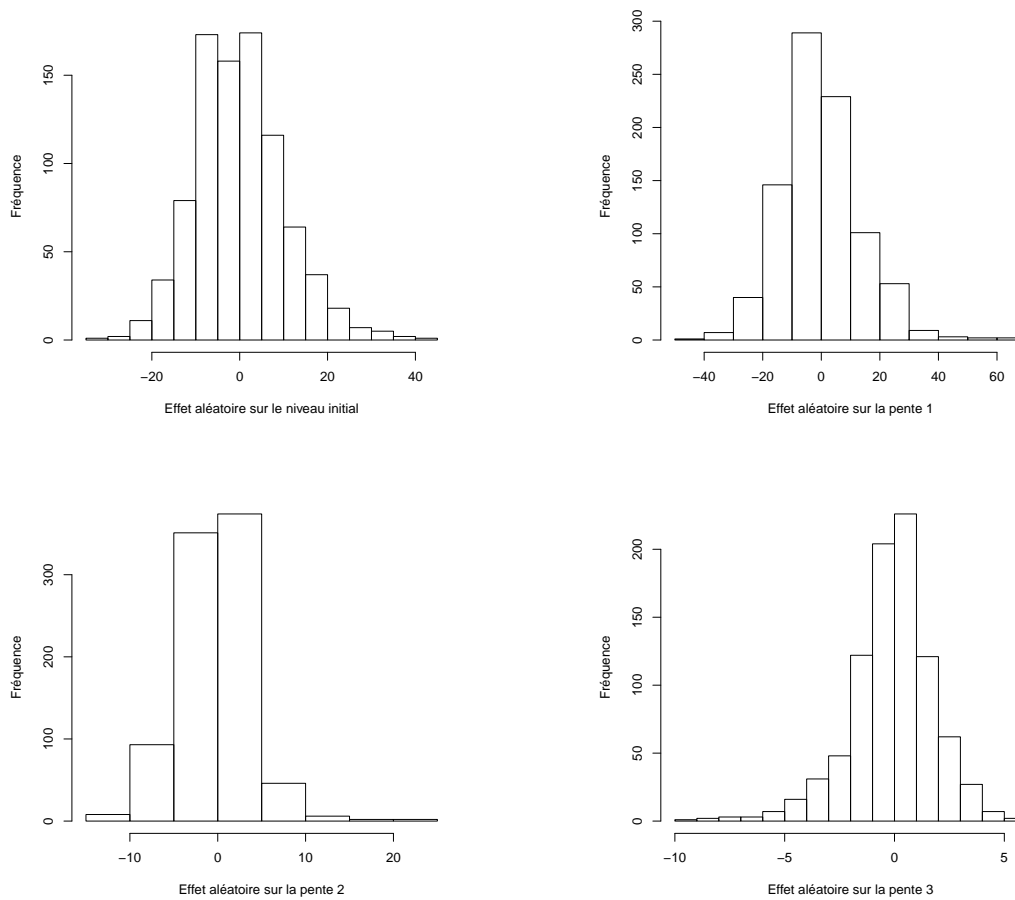 Fréquence
0 50 100 150
−20 0 20 40
Effet aléatoire sur le niveau initial
Fréquence
0 50 100 150 200 250 300
−40 −20 0 20 40 60
Effet aléatoire sur la pente 1
Fréquence
0 100 200 300
−10 0 10 20
Effet aléatoire sur la pente 2
Fréquence
0 50 100 150 200
−10 −5 0 5
Effet aléatoire sur la pente 3